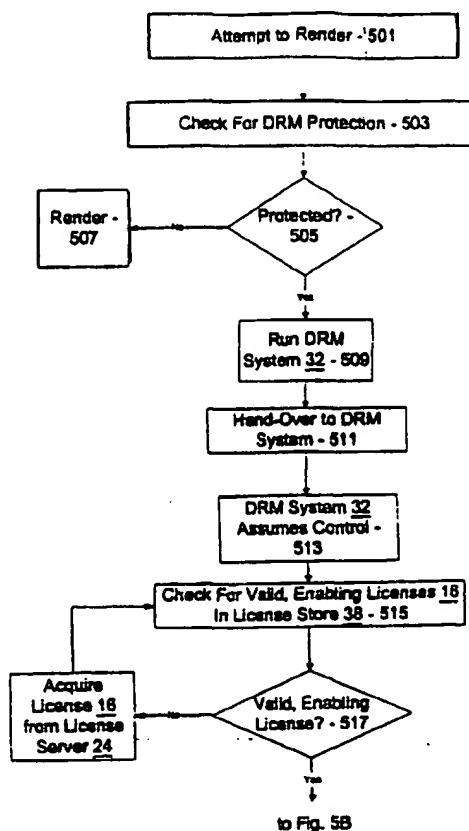 Attempt to Render - 501
Check For DRM Protection - 503
Protected? -
505
Render -
507
No
Yes
Run DRM
System 32 - 509
Hand-Over to DRM
System - 511
DRM System 32
Assumes Control -
513
Check For Valid, Enabling Licenses 16
In License Store 38 - 515
Valid, Enabling
License? - 517
No
Acquire
License 16
from License
Server 24
Yes
to Fig. 5B